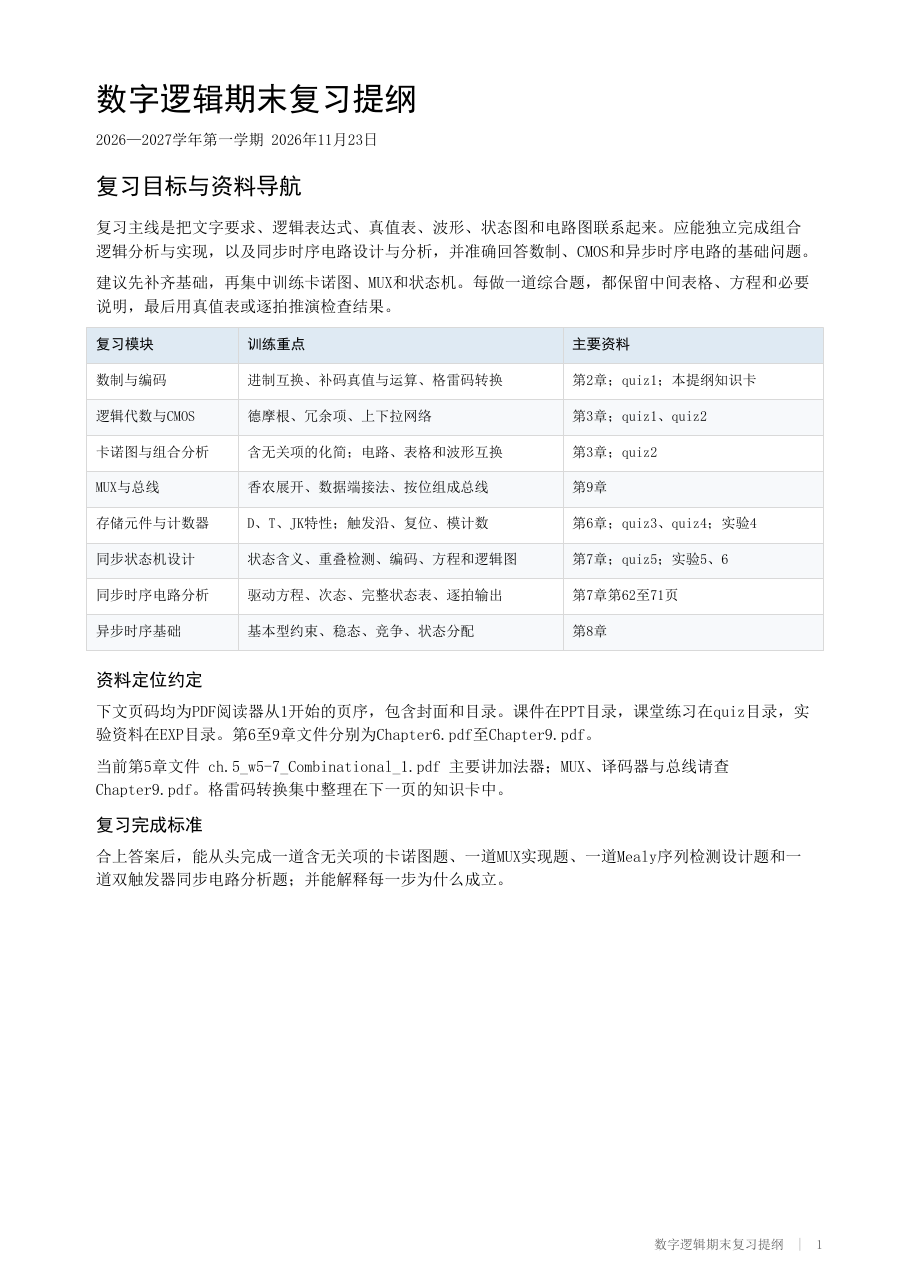 数字逻辑期末复习提纲
2026—2027学年第一学期 2026年11月23日
复习目标与资料导航
复习主线是把文字要求、逻辑表达式、真值表、波形、状态图和电路图联系起来。应能独立完成组合
逻辑分析与实现，以及同步时序电路设计与分析，并准确回答数制、CMOS和异步时序电路的基础问题。
建议先补齐基础，再集中训练卡诺图、MUX和状态机。每做一道综合题，都保留中间表格、方程和必要
说明，最后用真值表或逐拍推演检查结果。
复习模块 训练重点 主要资料
数制与编码 进制互换、补码真值与运算、格雷码转换 第2章；quiz1；本提纲知识卡
逻辑代数与CMOS 德摩根、冗余项、上下拉网络 第3章；quiz1、quiz2
卡诺图与组合分析 含无关项的化简；电路、表格和波形互换 第3章；quiz2
MUX与总线 香农展开、数据端接法、按位组成总线 第9章
存储元件与计数器 D、T、JK特性；触发沿、复位、模计数 第6章；quiz3、quiz4；实验4
同步状态机设计 状态含义、重叠检测、编码、方程和逻辑图 第7章；quiz5；实验5、6
同步时序电路分析 驱动方程、次态、完整状态表、逐拍输出 第7章第62至71页
异步时序基础 基本型约束、稳态、竞争、状态分配 第8章
资料定位约定
下文页码均为PDF阅读器从1开始的页序，包含封面和目录。课件在PPT目录，课堂练习在quiz目录，实
验资料在EXP目录。第6至9章文件分别为Chapter6.pdf至Chapter9.pdf。
当前第5章文件 ch.5_w5-7_Combinational_1.pdf 主要讲加法器；MUX、译码器与总线请查
Chapter9.pdf。格雷码转换集中整理在下一页的知识卡中。
复习完成标准
合上答案后，能从头完成一道含无关项的卡诺图题、一道MUX实现题、一道Mealy序列检测设计题和一
道双触发器同步电路分析题；并能解释每一步为什么成立。
数字逻辑期末复习提纲 | 1